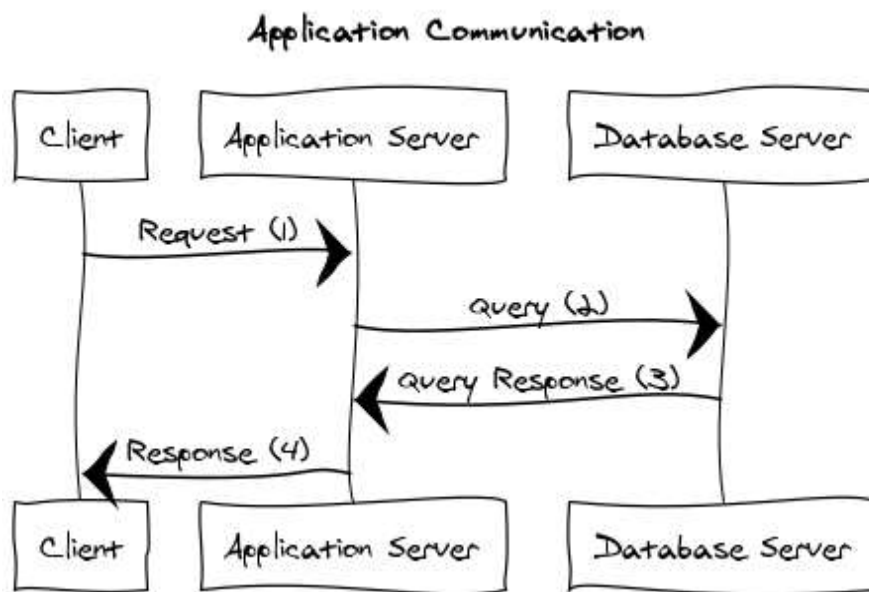 Application Communication
Client
Application Server
Database Server
Request (1)
Query (2)
Query Response (3)
Response (4)
Client
Application Server
Database Server